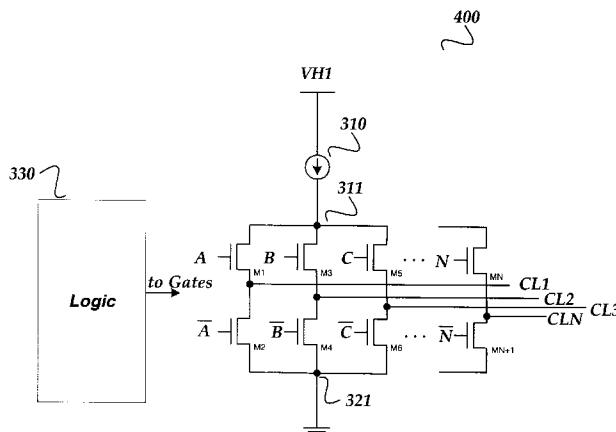 400
VH1
310
330
311
A
B
C
. . .
N
M1
M3
M5
MN
to Gates
Logic
CL1
CL2
CL3
CLN
A̅
B̅
C̅
. . .
N̅
M2
M4
M6
MN+1
321